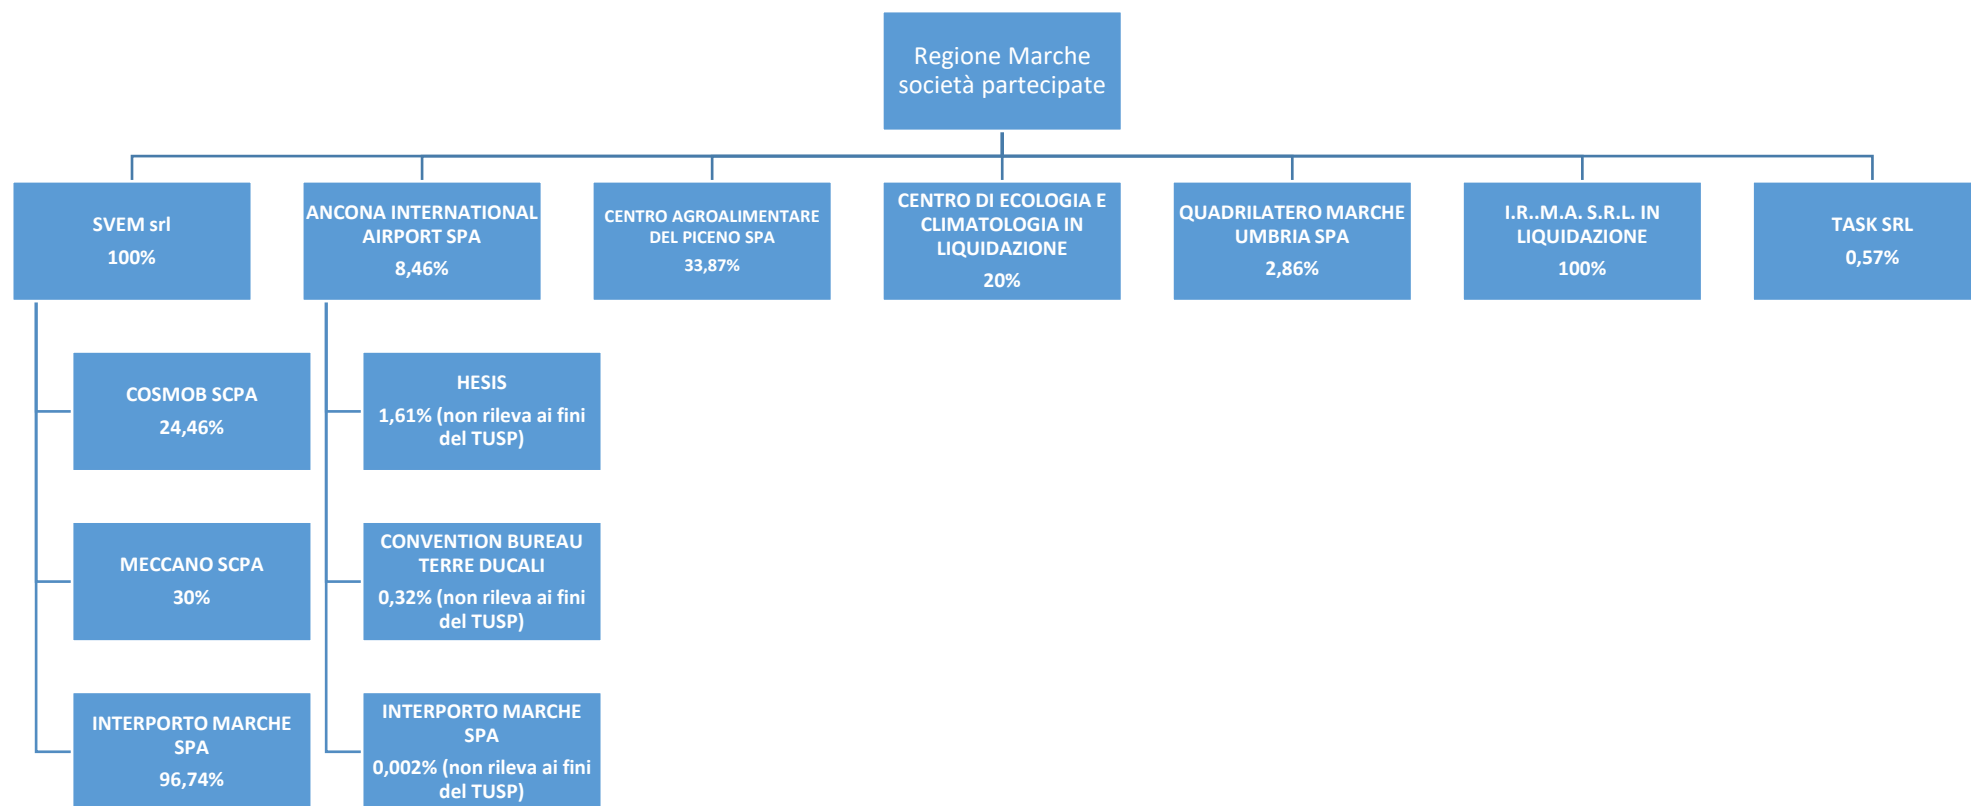 Regione Marche
società partecipate
SVEM srl
100%
ANCONA INTERNATIONAL
AIRPORT SPA
8,46%
CENTRO AGROALIMENTARE
DEL PICENO SPA
33,87%
CENTRO DI ECOLOGIA E
CLIMATOLOGIA IN
LIQUIDAZIONE
20%
QUADRILATERO MARCHE
UMBRIA SPA
2,86%
I.R..M.A. S.R.L. IN
LIQUIDAZIONE
100%
TASK SRL
0,57%
COSMOB SCPA
24,46%
MECCANO SCPA
30%
INTERPORTO MARCHE
SPA
96,74%
HESIS
1,61% (non rileva ai fini
del TUSP)
CONVENTION BUREAU
TERRE DUCALI
0,32% (non rileva ai fini
del TUSP)
INTERPORTO MARCHE
SPA
0,002% (non rileva ai fini
del TUSP)